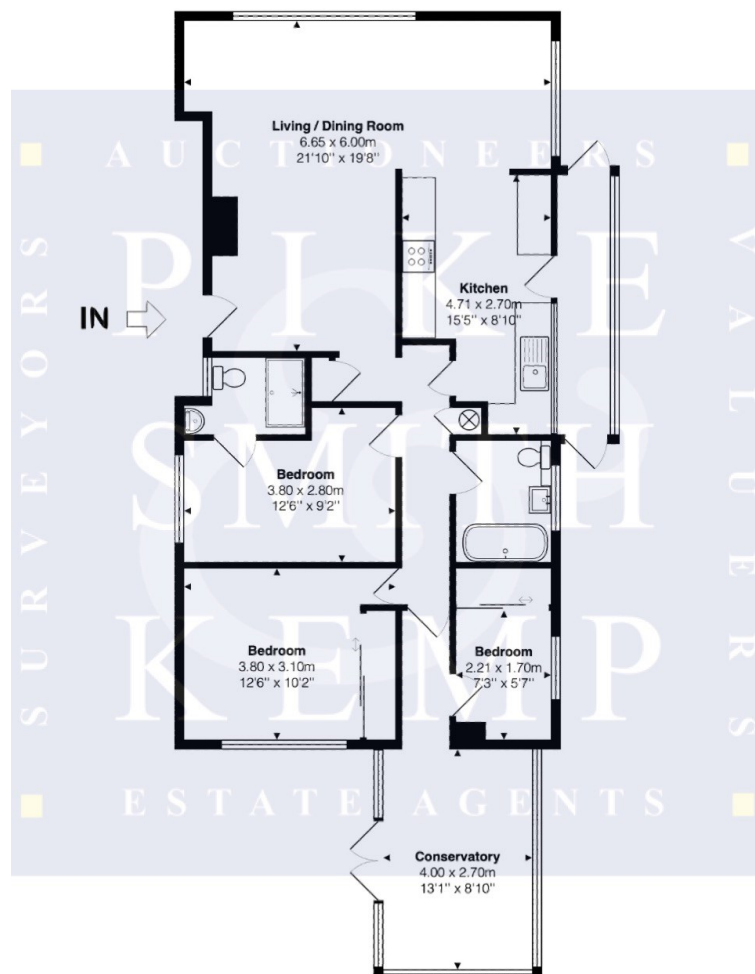 Living / Dining Room
6.65 x 6.00m
21'10" x 19'8"
AUCTIONEERS
PIKE
SMITH
KEMP
ESTATE AGENTS
SURVEYORS
VALUERS
IN
Kitchen
4.71 x 2.70m
15'5" x 8'10"
Bedroom
3.80 x 2.80m
12'6" x 9'2"
Bedroom
3.80 x 3.10m
12'6" x 10'2"
Bedroom
2.21 x 1.70m
7'3" x 5'7"
Conservatory
4.00 x 2.70m
13'1" x 8'10"